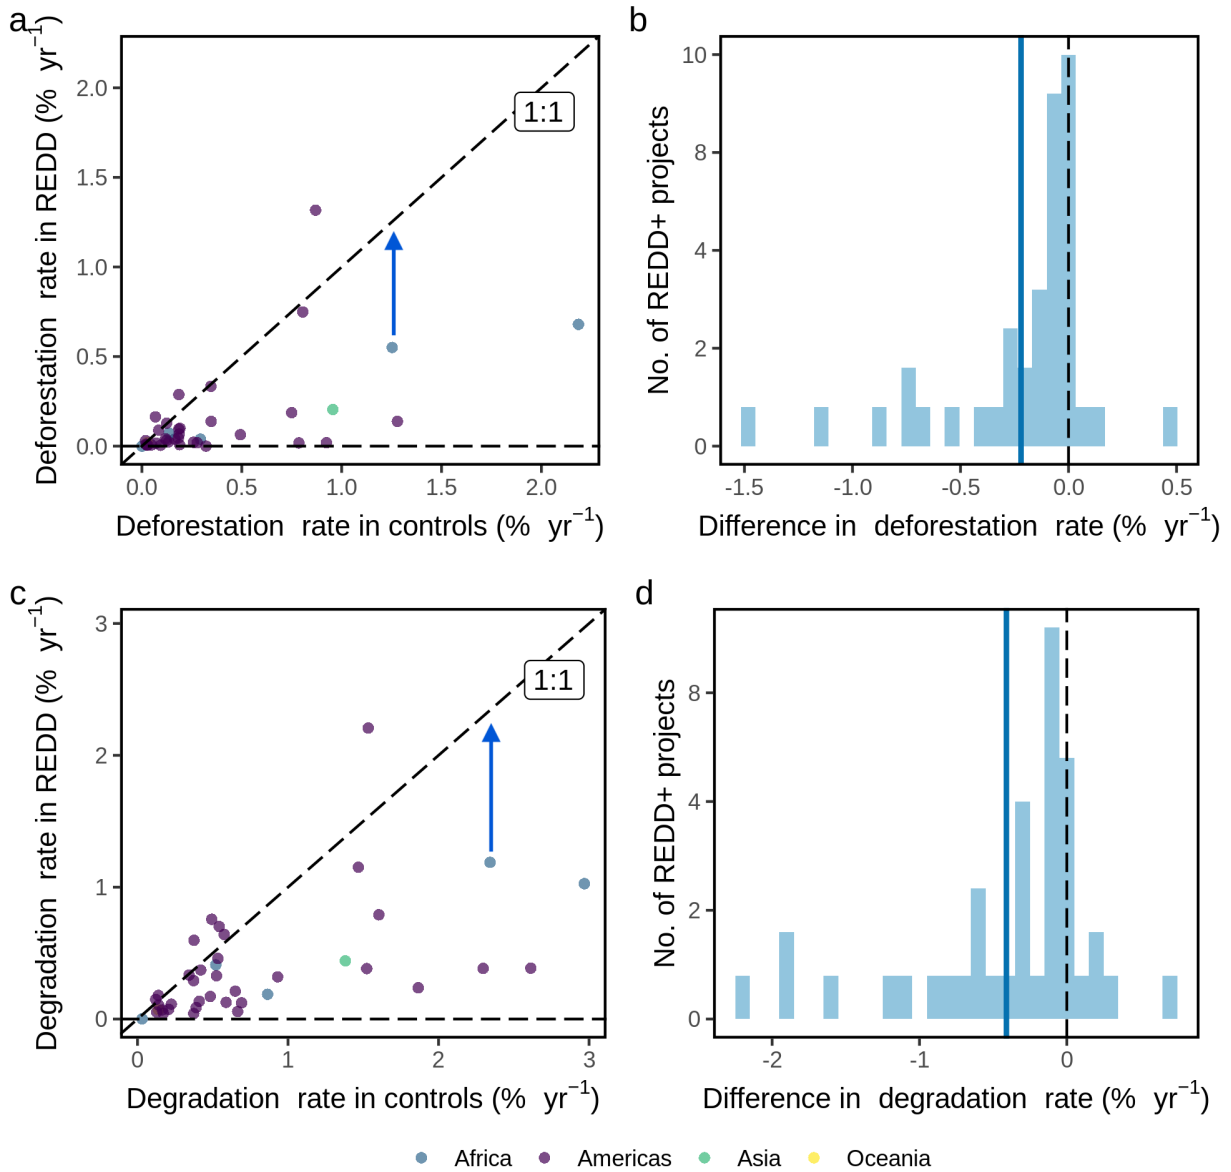 a
b
Deforestation rate in REDD (% yr−1)
2.0
1.5
1.0
0.5
0.0
1:1
0.0 0.5 1.0 1.5 2.0
Deforestation rate in controls (% yr−1)
No. of REDD+ projects
10
8
4
2
0
-1.5 -1.0 -0.5 0.0 0.5
Difference in deforestation rate (% yr−1)
c
d
Degradation rate in REDD (% yr−1)
3
2
1
0
1:1
0 1 2 3
Degradation rate in controls (% yr−1)
No. of REDD+ projects
8
4
2
0
-2 -1 0
Difference in degradation rate (% yr−1)
Africa Americas Asia Oceania